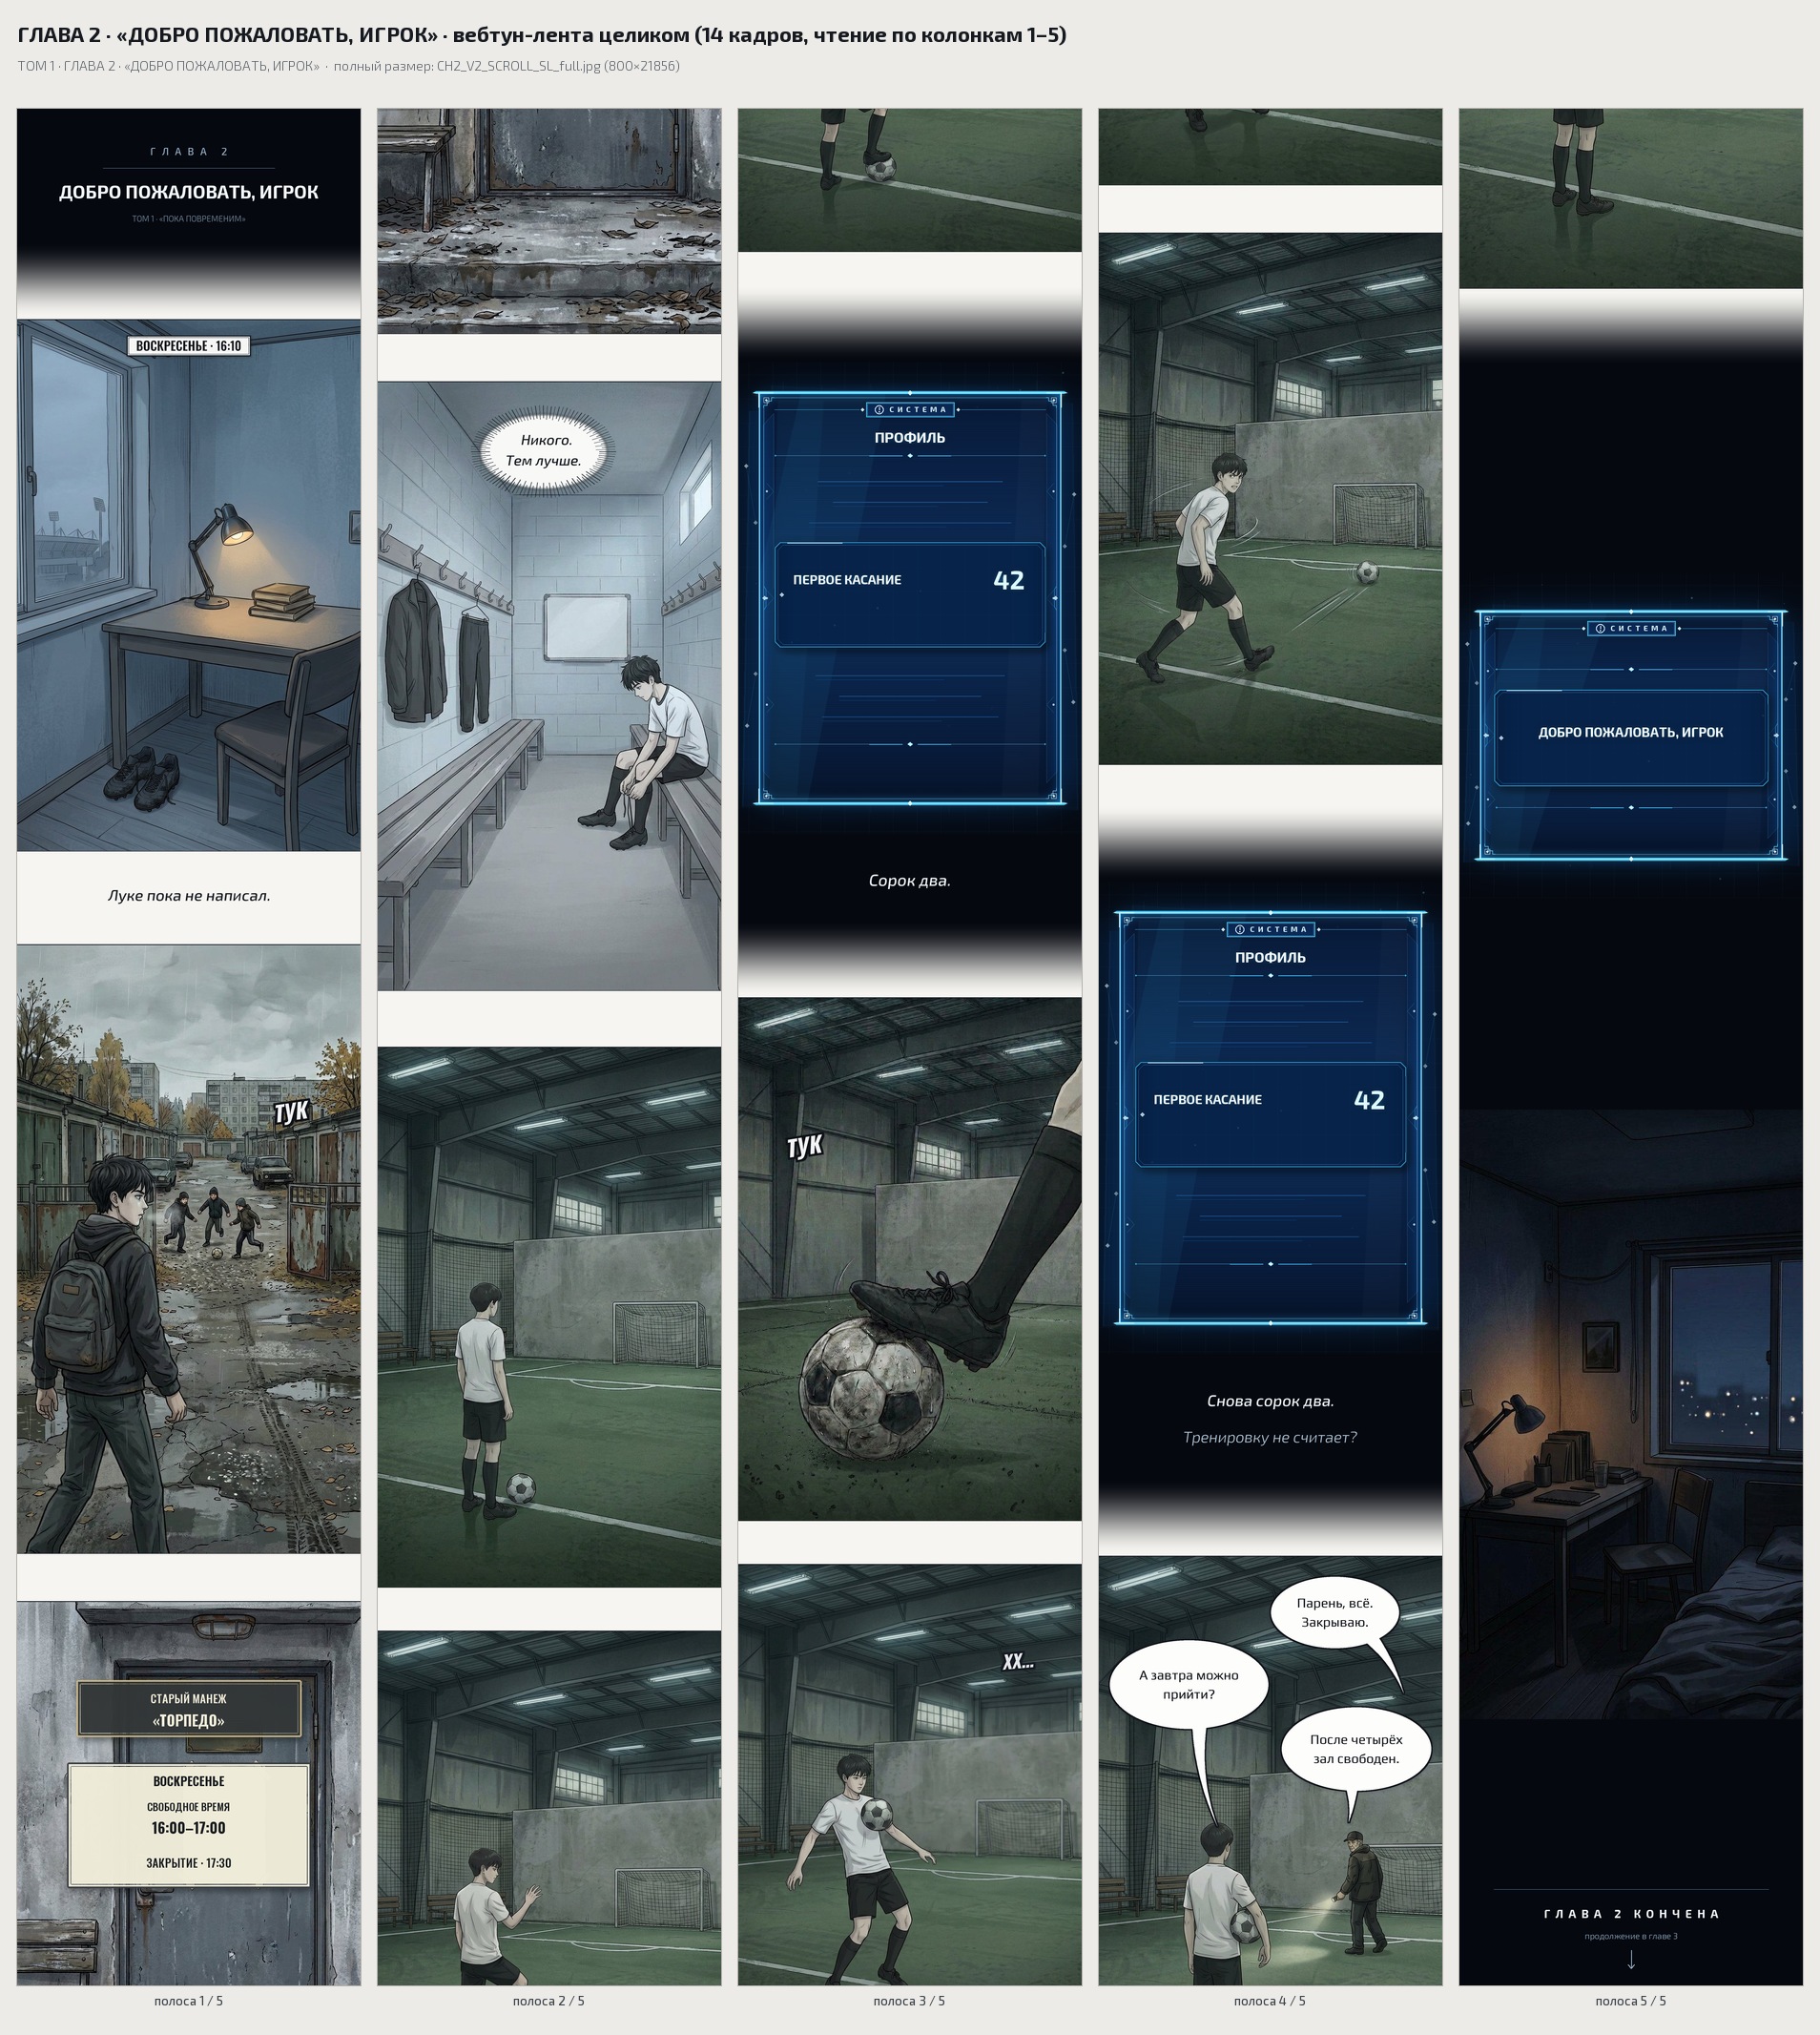 ГЛАВА 2 · «ДОБРО ПОЖАЛОВАТЬ, ИГРОК» · вебтун-лента целиком (14 кадров, чтение по колонкам 1–5)
ТОМ 1 · ГЛАВА 2 · «ДОБРО ПОЖАЛОВАТЬ, ИГРОК» · полный размер: CH2_V2_SCROLL_SL_full.jpg (800×21856)
ГЛАВА 2
ДОБРО ПОЖАЛОВАТЬ, ИГРОК
ТОМ 1 · «ПОКА ПОВРЕМЕНИМ»
ВОСКРЕСЕНЬЕ · 16:10
Луке пока не написал.
ТУК
СТАРЫЙ МАНЕЖ
«ТОРПЕДО»
ВОСКРЕСЕНЬЕ
СВОБОДНОЕ ВРЕМЯ
16:00–17:00
ЗАКРЫТИЕ · 17:30
полоса 1 / 5
Никого.
Тем лучше.
полоса 2 / 5
СИСТЕМА
ПРОФИЛЬ
ПЕРВОЕ КАСАНИЕ 42
Сорок два.
ТУК
ХХ...
полоса 3 / 5
СИСТЕМА
ПРОФИЛЬ
ПЕРВОЕ КАСАНИЕ 42
Снова сорок два.
Тренировку не считает?
Парень, всё.
Закрываю.
А завтра можно
прийти?
После четырёх
зал свободен.
полоса 4 / 5
СИСТЕМА
ДОБРО ПОЖАЛОВАТЬ, ИГРОК
ГЛАВА 2 КОНЧЕНА
продолжение в главе 3
полоса 5 / 5